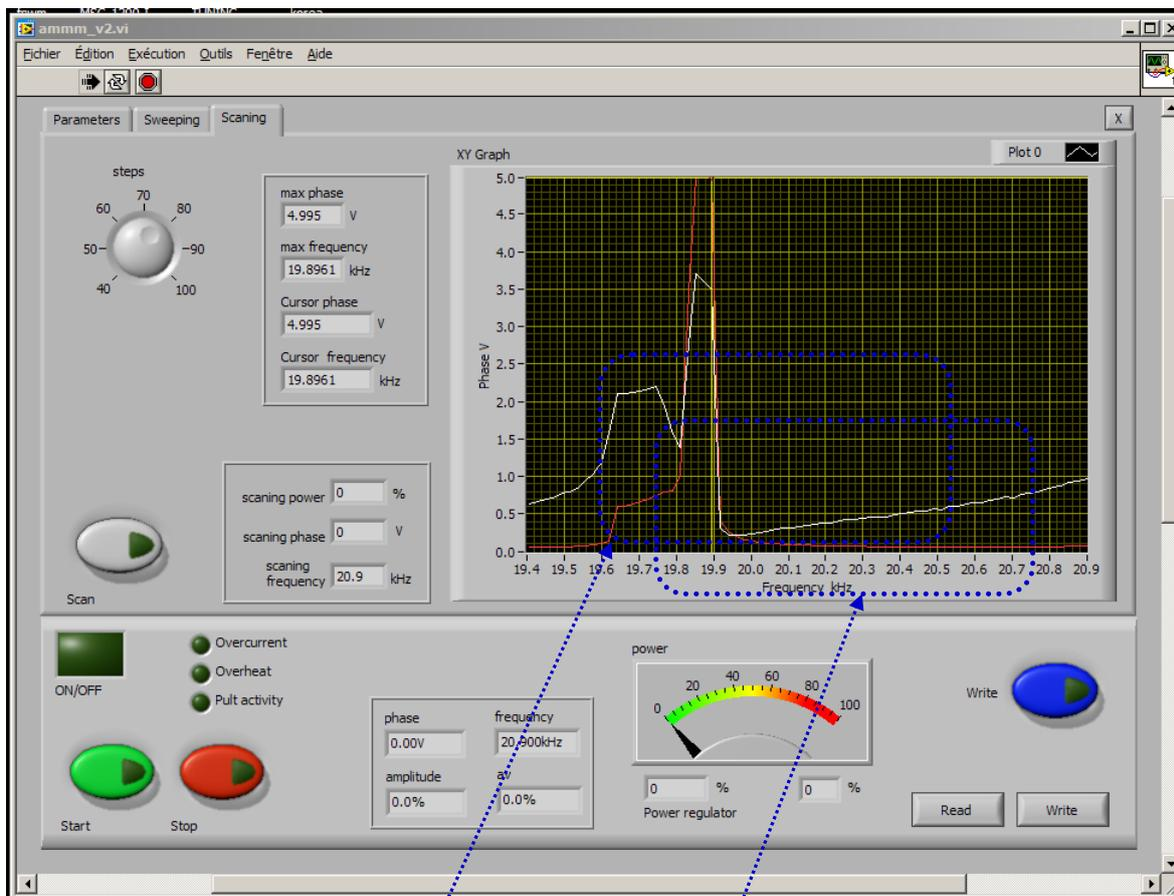 TUNING
korea
ammm_v2.vi
Fichier Édition Exécution Outils Fenêtre Aide
Parameters Sweeping Scaning X
steps
40 50 60 70 80 90 100
max phase
4.995 V
max frequency
19.8961 kHz
Cursor phase
4.995 V
Cursor frequency
19.8961 kHz
scaning power 0 %
scaning phase 0 V
scaning
frequency 20.9 kHz
Scan
XY Graph
Plot 0
Phase V
5.0
4.5
4.0
3.5
3.0
2.5
2.0
1.5
1.0
0.5
0.0
19.4 19.5 19.6 19.7 19.8 19.9 20.0 20.1 20.2 20.3 20.4 20.5 20.6 20.7 20.8 20.9
Frequency kHz
ON/OFF
Overcurrent
Overheat
Pult activity
Start
Stop
phase
0.00V
frequency
20.900kHz
amplitude
0.0%
av
0.0%
power
0 20 40 60 80 100
0 % 0 %
Power regulator
Write
Read Write